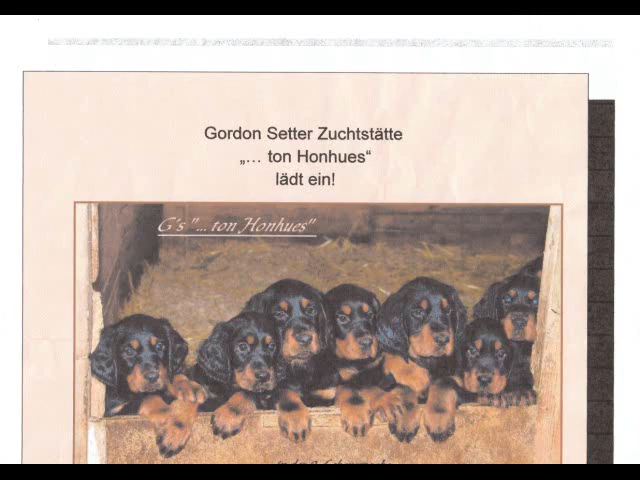 Gordon Setter Zuchtstätte
„… ton Honhues“
lädt ein!
G´s "... ton Honhues"